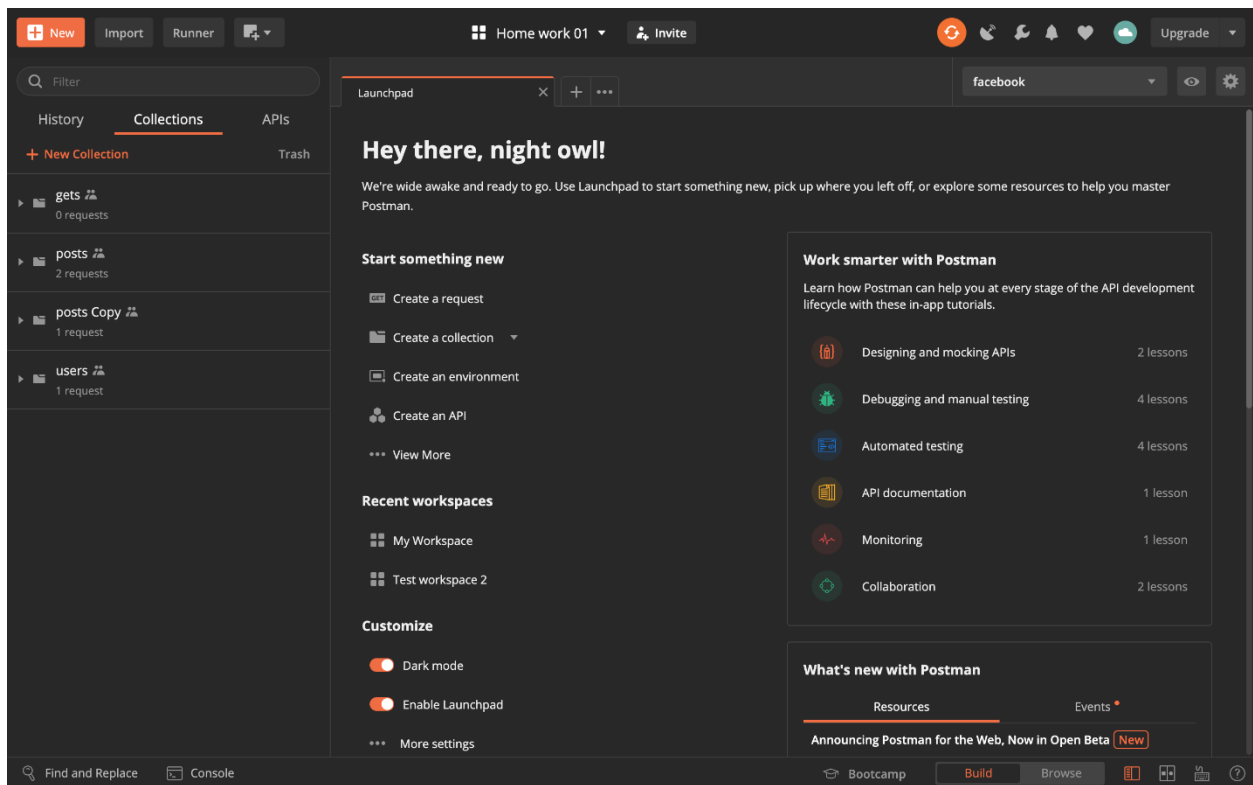 New
Import
Runner
Home work 01
Invite
Upgrade
Filter
History
Collections
APIs
New Collection
Trash
gets
0 requests
posts
2 requests
posts Copy
1 request
users
1 request
Launchpad
facebook
Hey there, night owl!
We're wide awake and ready to go. Use Launchpad to start something new, pick up where you left off, or explore some resources to help you master
Postman.
Start something new
GET Create a request
Create a collection
Create an environment
Create an API
View More
Recent workspaces
My Workspace
Test workspace 2
Customize
Dark mode
Enable Launchpad
More settings
Work smarter with Postman
Learn how Postman can help you at every stage of the API development
lifecycle with these in-app tutorials.
Designing and mocking APIs 2 lessons
Debugging and manual testing 4 lessons
Automated testing 4 lessons
API documentation 1 lesson
Monitoring 1 lesson
Collaboration 2 lessons
What's new with Postman
Resources
Events
Announcing Postman for the Web, Now in Open Beta New
Find and Replace
Console
Bootcamp
Build
Browse